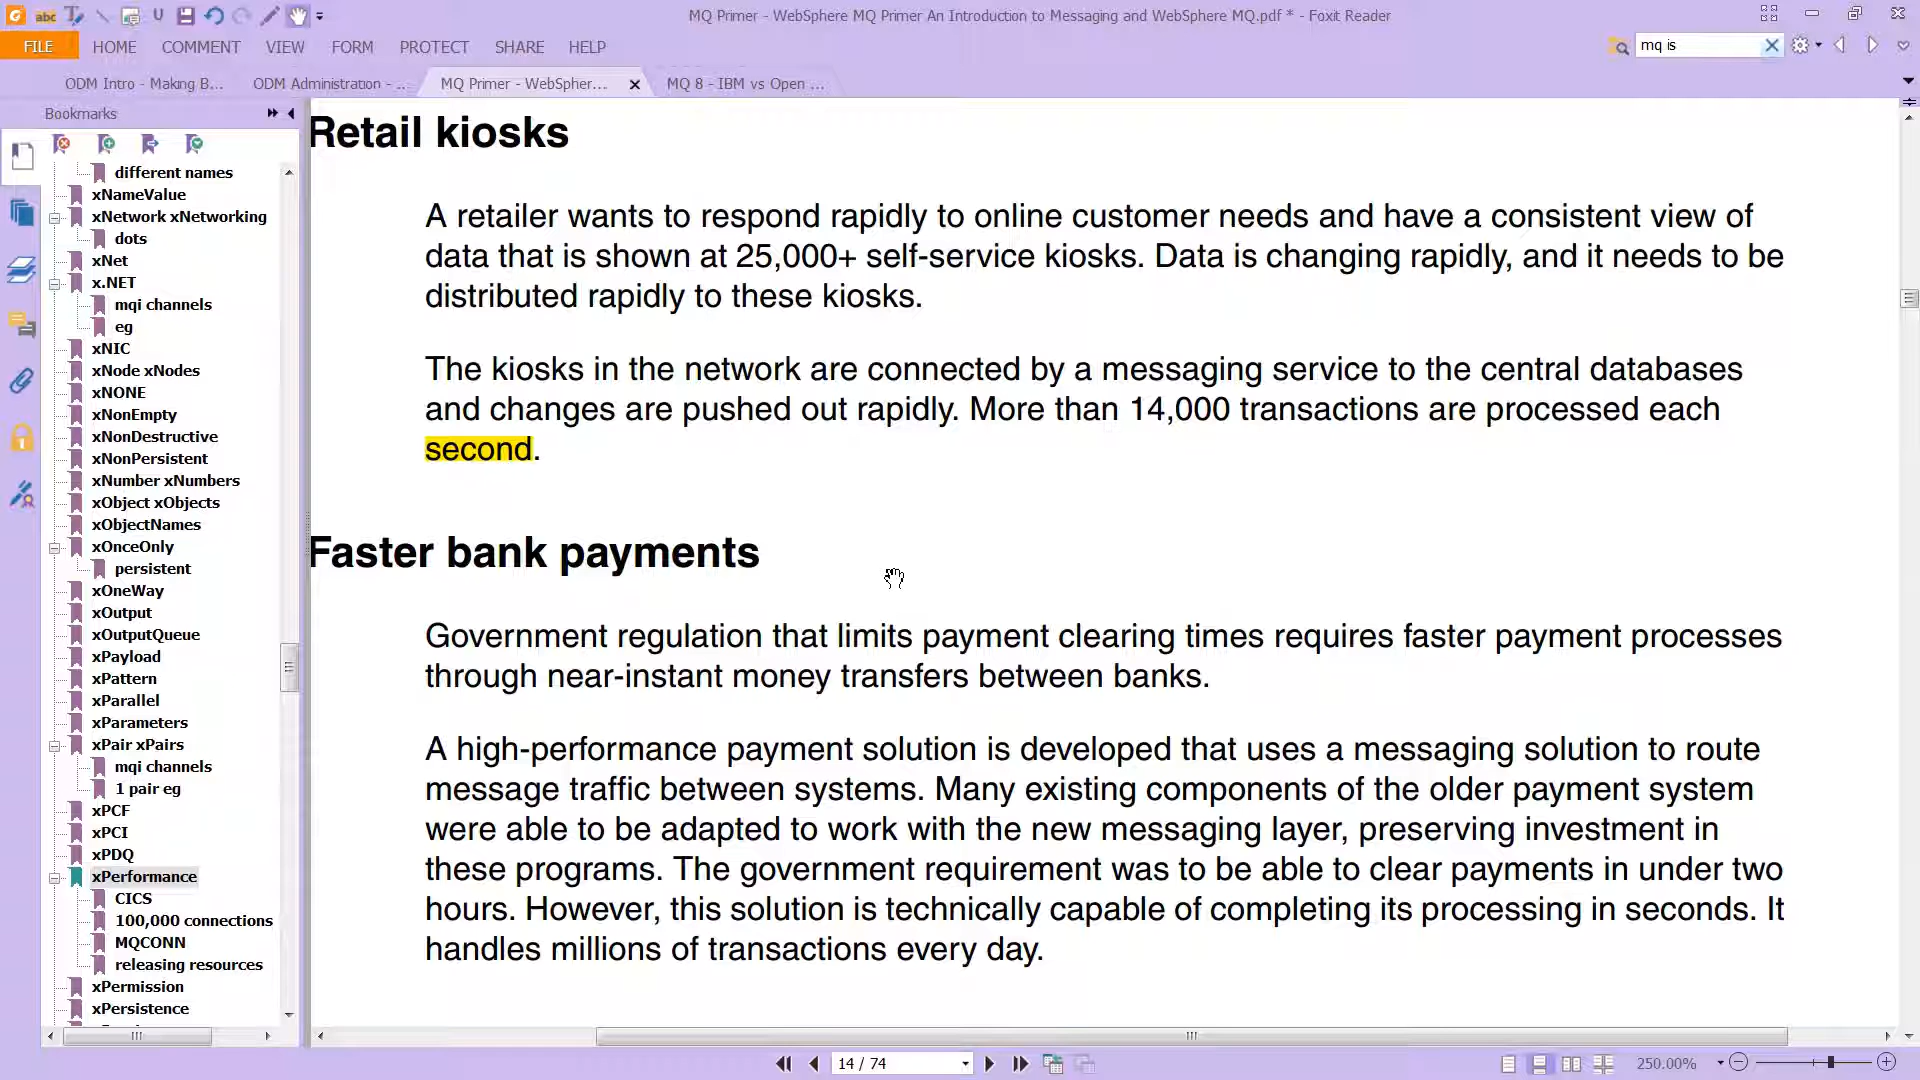 MQ Primer - WebSphere MQ Primer An Introduction to Messaging and WebSphere MQ.pdf * - Foxit Reader
FILE HOME COMMENT VIEW FORM PROTECT SHARE HELP
mq is
ODM Intro - Making B... ODM Administration - ... MQ Primer - WebSpher... MQ 8 - IBM vs Open ...
Bookmarks
different names
xNameValue
xNetwork xNetworking
dots
xNet
x.NET
mqi channels
eg
xNIC
xNode xNodes
xNONE
xNonEmpty
xNonDestructive
xNonPersistent
xNumber xNumbers
xObject xObjects
xObjectNames
xOnceOnly
persistent
xOneWay
xOutput
xOutputQueue
xPayload
xPattern
xParallel
xParameters
xPair xPairs
mqi channels
1 pair eg
xPCF
xPCI
xPDQ
xPerformance
CICS
100,000 connections
MQCONN
releasing resources
xPermission
xPersistence
Retail kiosks
A retailer wants to respond rapidly to online customer needs and have a consistent view of
data that is shown at 25,000+ self-service kiosks. Data is changing rapidly, and it needs to be
distributed rapidly to these kiosks.
The kiosks in the network are connected by a messaging service to the central databases
and changes are pushed out rapidly. More than 14,000 transactions are processed each
second.
Faster bank payments
Government regulation that limits payment clearing times requires faster payment processes
through near-instant money transfers between banks.
A high-performance payment solution is developed that uses a messaging solution to route
message traffic between systems. Many existing components of the older payment system
were able to be adapted to work with the new messaging layer, preserving investment in
these programs. The government requirement was to be able to clear payments in under two
hours. However, this solution is technically capable of completing its processing in seconds. It
handles millions of transactions every day.
14 / 74
250.00%